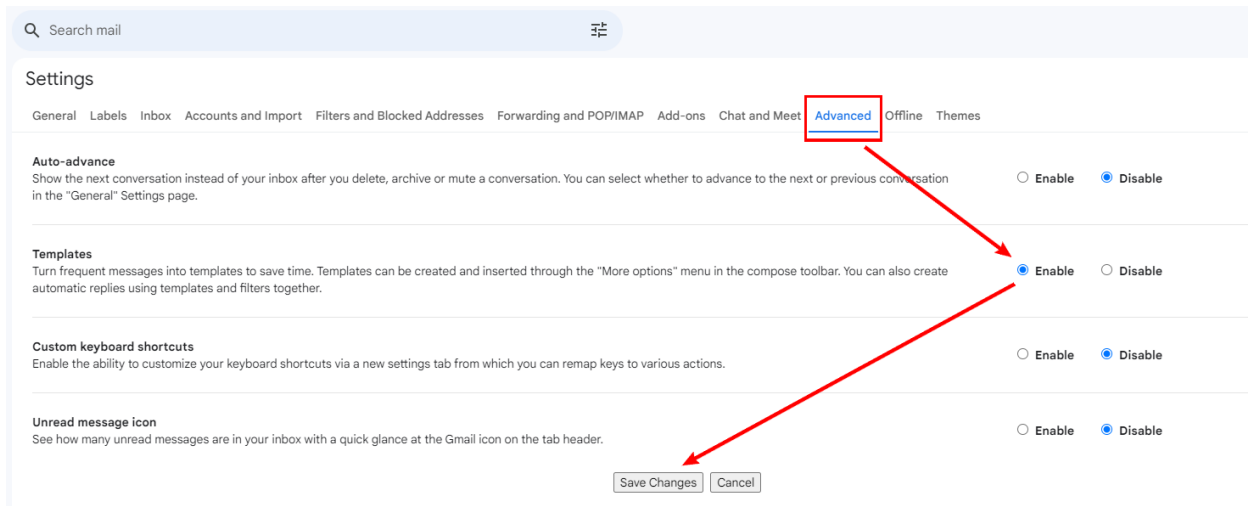 Search mail
Settings
General Labels Inbox Accounts and Import Filters and Blocked Addresses Forwarding and POP/IMAP Add-ons Chat and Meet Advanced Offline Themes
Auto-advance
Show the next conversation instead of your inbox after you delete, archive or mute a conversation. You can select whether to advance to the next or previous conversation
in the "General" Settings page.
Enable Disable
Templates
Turn frequent messages into templates to save time. Templates can be created and inserted through the "More options" menu in the compose toolbar. You can also create
automatic replies using templates and filters together.
Enable Disable
Custom keyboard shortcuts
Enable the ability to customize your keyboard shortcuts via a new settings tab from which you can remap keys to various actions.
Enable Disable
Unread message icon
See how many unread messages are in your inbox with a quick glance at the Gmail icon on the tab header.
Enable Disable
Save Changes Cancel